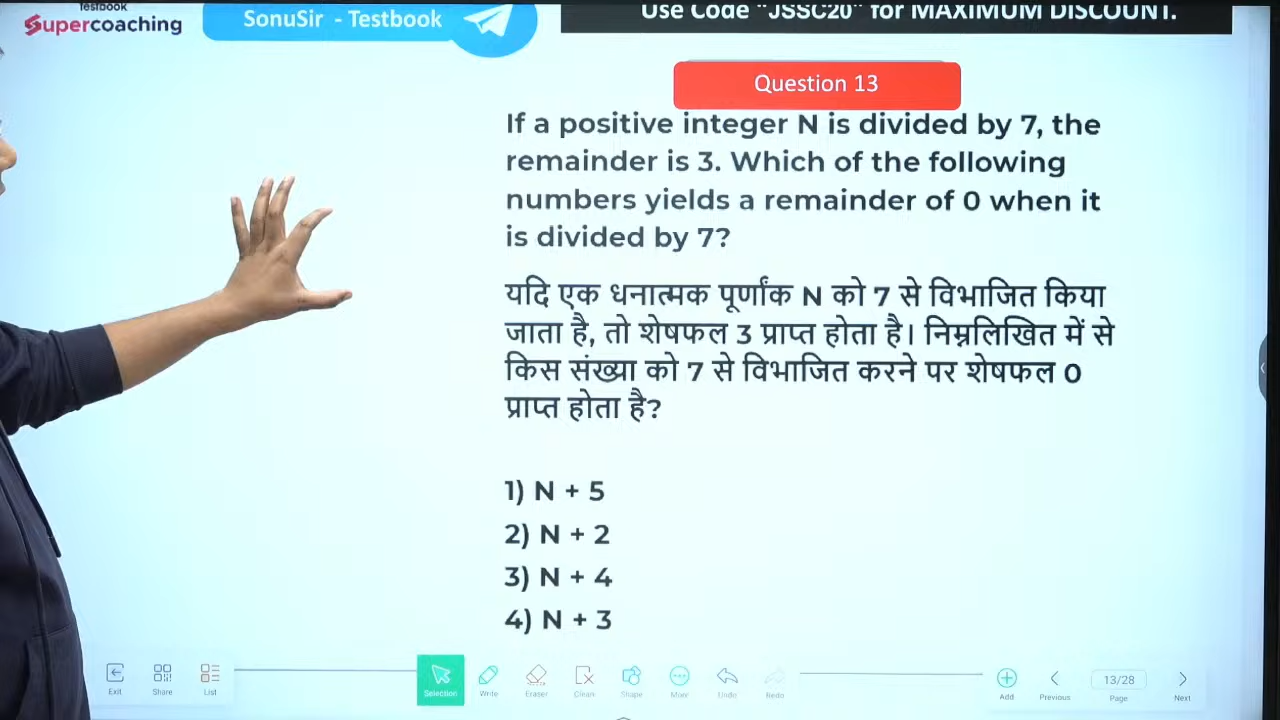 testbook
Supercoaching
SonuSir - Testbook
Use Code "JSSC20" for MAXIMUM DISCOUNT.
Question 13
If a positive integer N is divided by 7, the
remainder is 3. Which of the following
numbers yields a remainder of 0 when it
is divided by 7?
यदि एक धनात्मक पूर्णांक N को 7 से विभाजित किया
जाता है, तो शेषफल 3 प्राप्त होता है। निम्नलिखित में से
किस संख्या को 7 से विभाजित करने पर शेषफल 0
प्राप्त होता है?
1) N + 5
2) N + 2
3) N + 4
4) N + 3
Exit
Share
List
Selection
Write
Eraser
Clean
Shape
More
Undo
Redo
Add
Previous
13/28
Page
Next